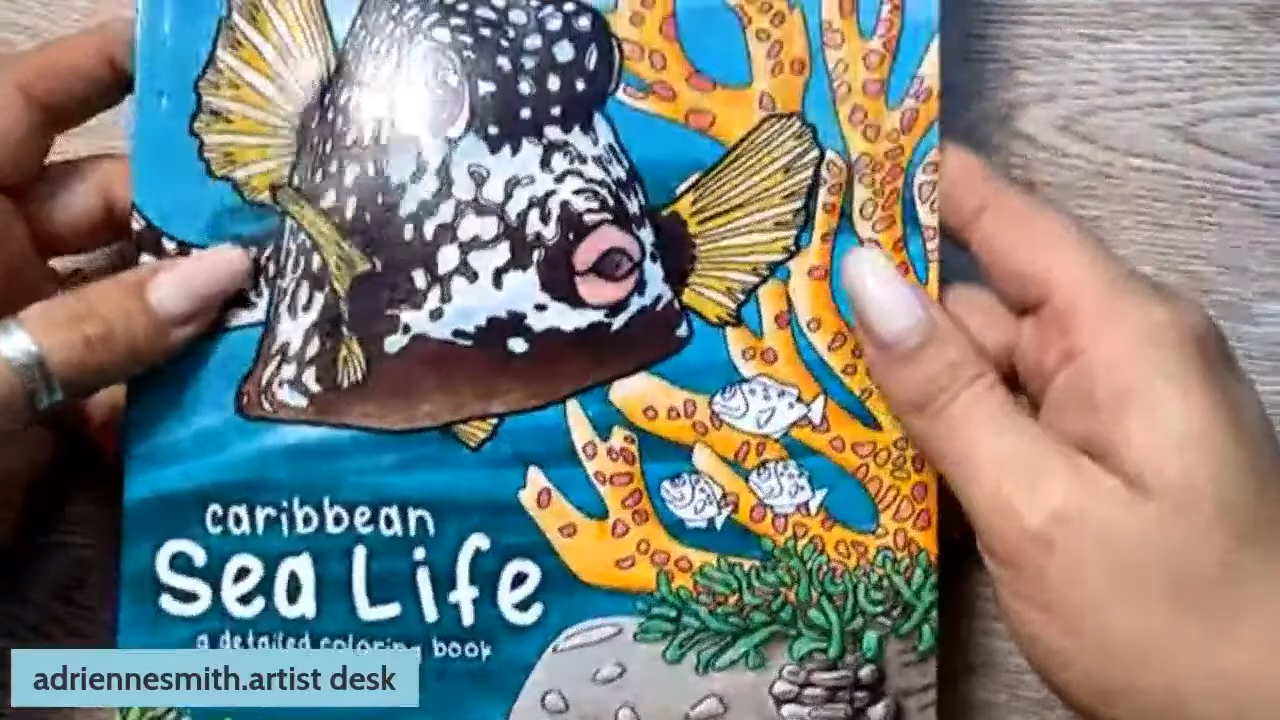 caribbean
Sea Life
a detailed coloring book
adriennesmith.artist desk